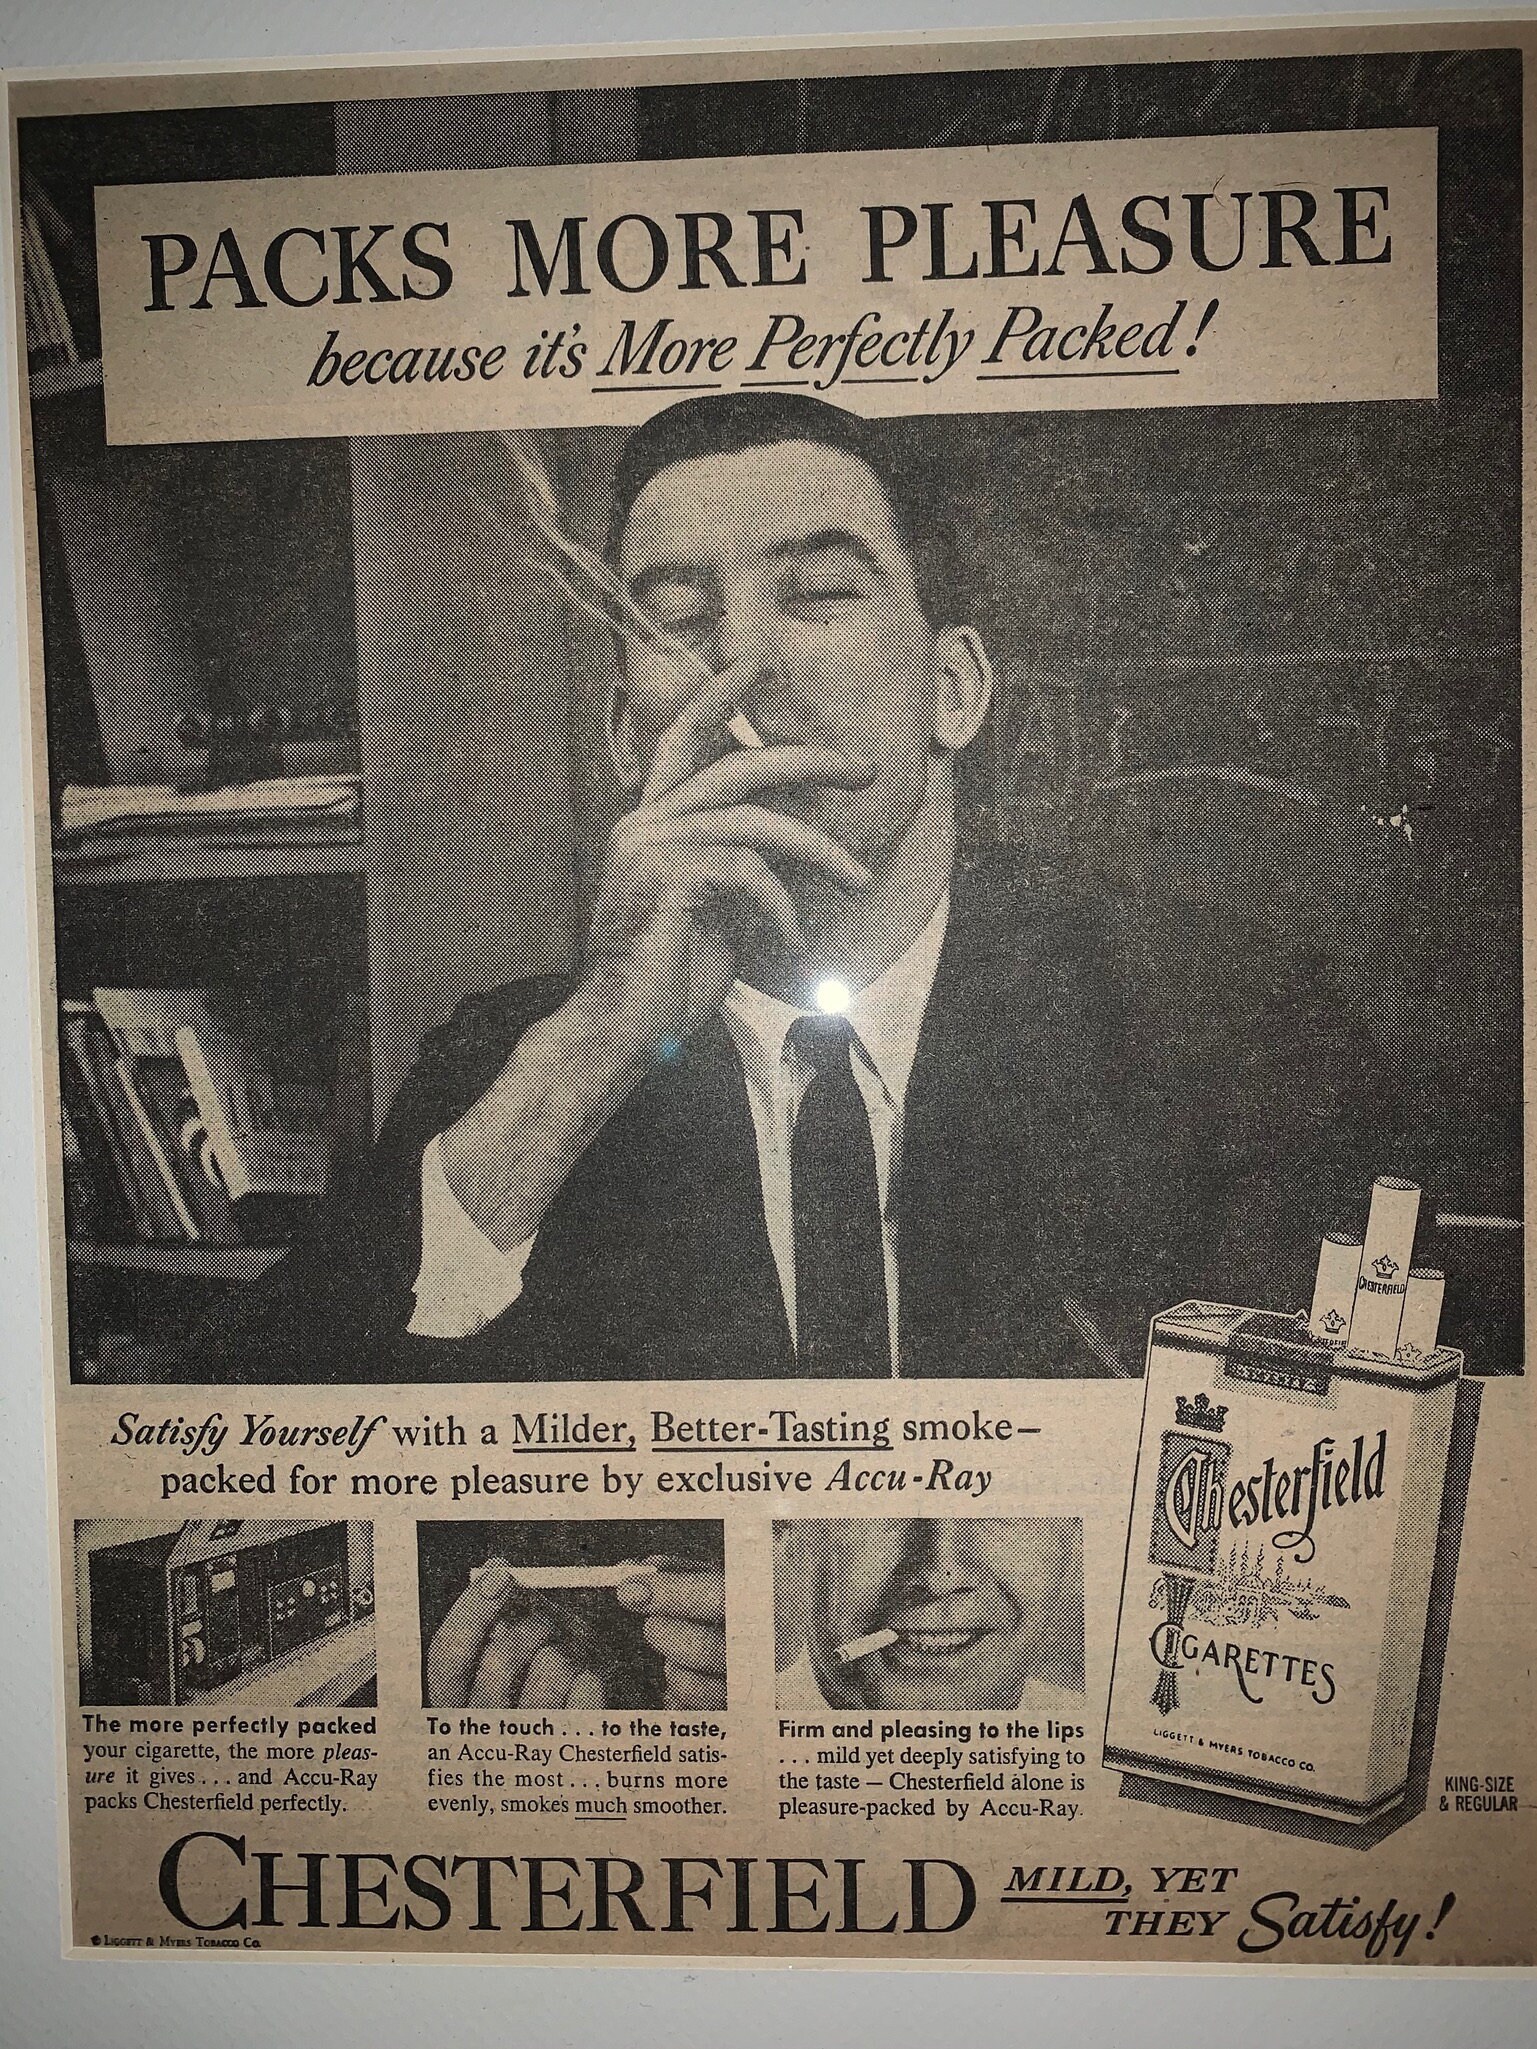 PACKS MORE PLEASURE
because it's More Perfectly Packed!
Satisfy Yourself with a Milder, Better-Tasting smoke—
packed for more pleasure by exclusive Accu-Ray
The more perfectly packed
your cigarette, the more pleas-
ure it gives . . . and Accu-Ray
packs Chesterfield perfectly.
To the touch . . . to the taste,
an Accu-Ray Chesterfield satis-
fies the most . . . burns more
evenly, smokes much smoother.
Firm and pleasing to the lips
. . . mild yet deeply satisfying to
the taste — Chesterfield alone is
pleasure-packed by Accu-Ray.
CHESTERFIELD
Chesterfield
CIGARETTES
LIGGETT & MYERS TOBACCO CO.
KING-SIZE
& REGULAR
CHESTERFIELD
MILD, YET
THEY Satisfy!
© LIGGETT & MYERS TOBACCO CO.